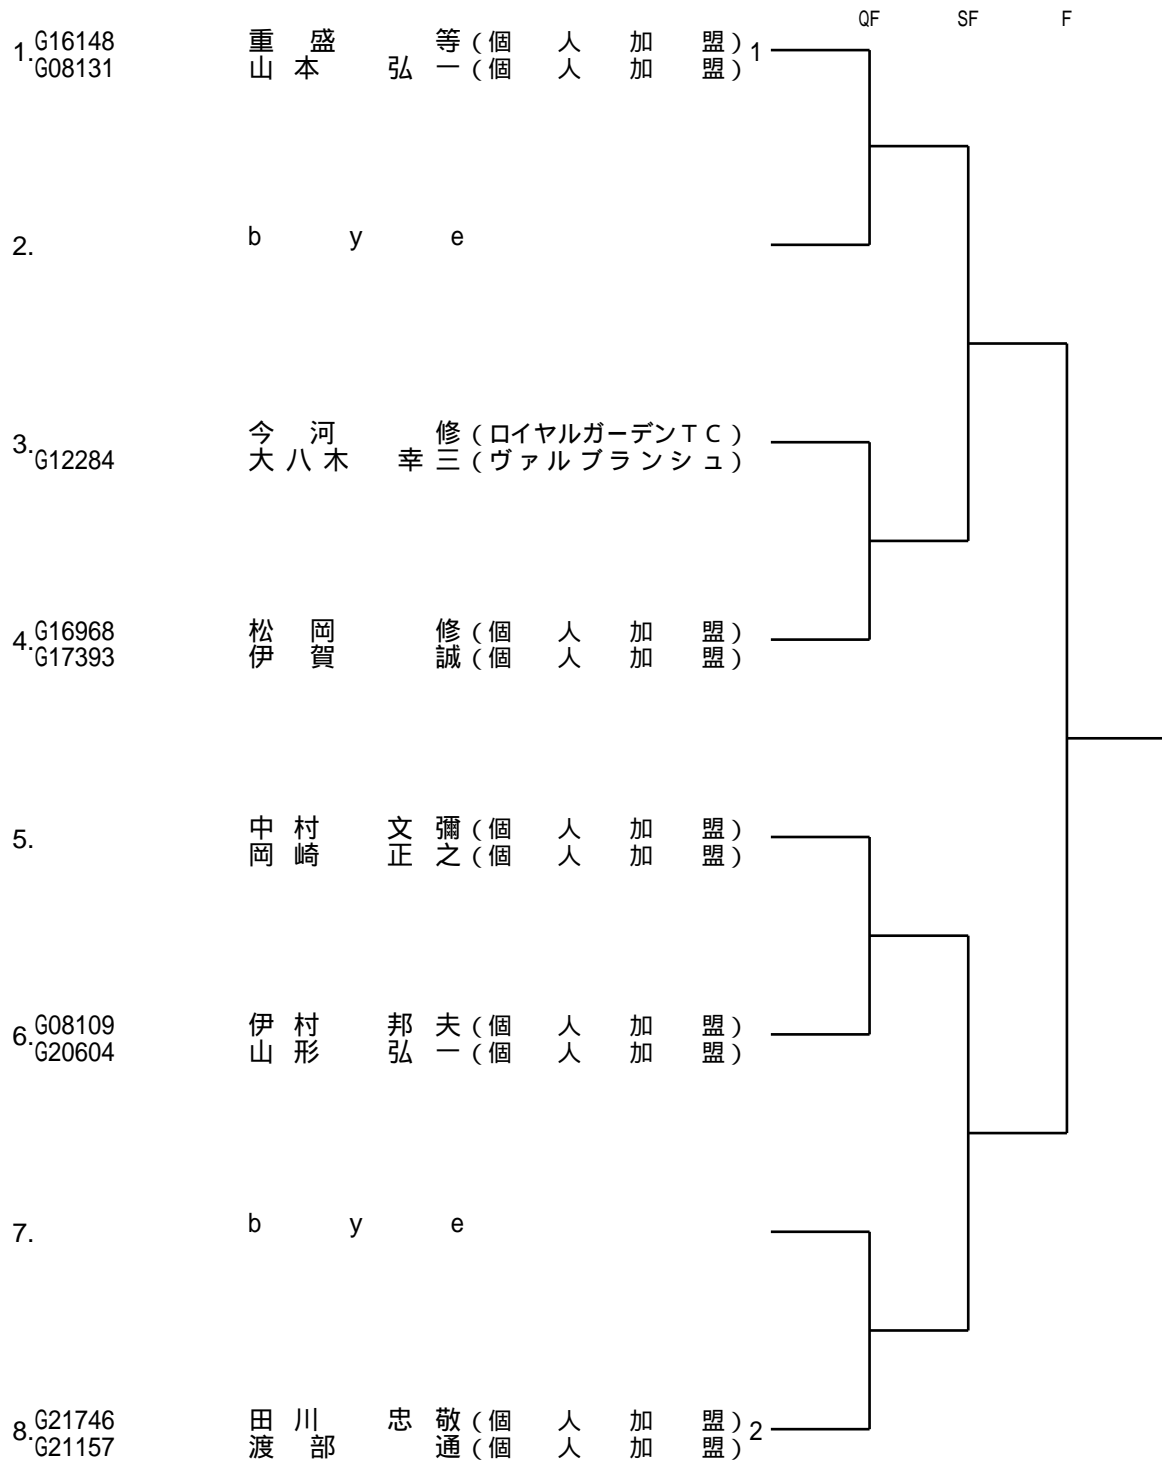 QF SF F
1. G16148 重盛 等(個人加盟) 1
G08131 山本 弘一(個人加盟)
2. bye
3. 今河 修(ロイヤルガーデンTC)
G12284 大八木 幸三(ヴァルブランシュ)
4. G16968 松岡 修(個人加盟)
G17393 伊賀 誠(個人加盟)
5. 中村 文彌(個人加盟)
岡崎 正之(個人加盟)
6. G08109 伊村 邦夫(個人加盟)
G20604 山形 弘一(個人加盟)
7. bye
8. G21746 田川 忠敬(個人加盟) 2
G21157 渡部 通(個人加盟)